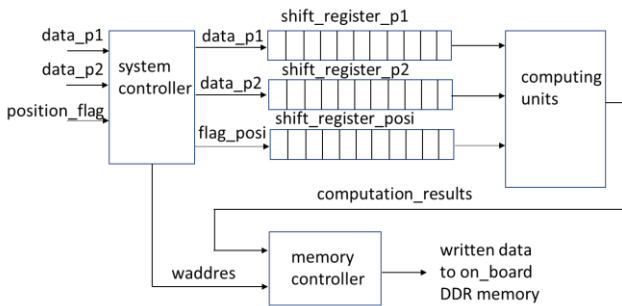 shift_register_p1
data_p1
data_p1
system
controller
shift_register_p2
data_p2
data_p2
computing
units
shift_register_posi
position_flag
flag_posi
computation_results
memory
controller
waddres
written data
to on_board
DDR memory